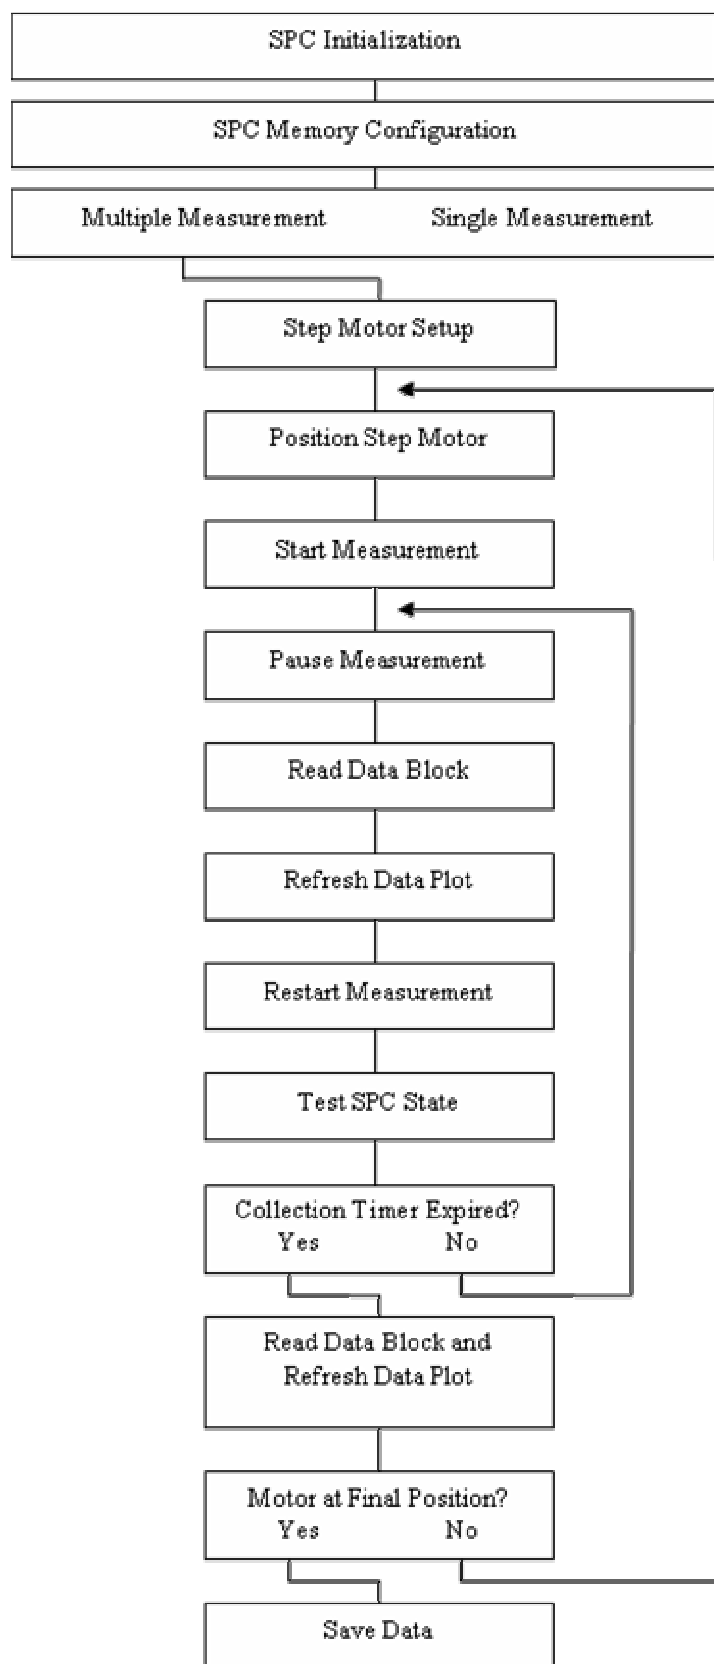 SPC Initialization
SPC Memory Configuration
Multiple Measurement Single Measurement
Step Motor Setup
Position Step Motor
Start Measurement
Pause Measurement
Read Data Block
Refresh Data Plot
Restart Measurement
Test SPC State
Collection Timer Expired?
Yes No
Read Data Block and
Refresh Data Plot
Motor at Final Position?
Yes No
Save Data